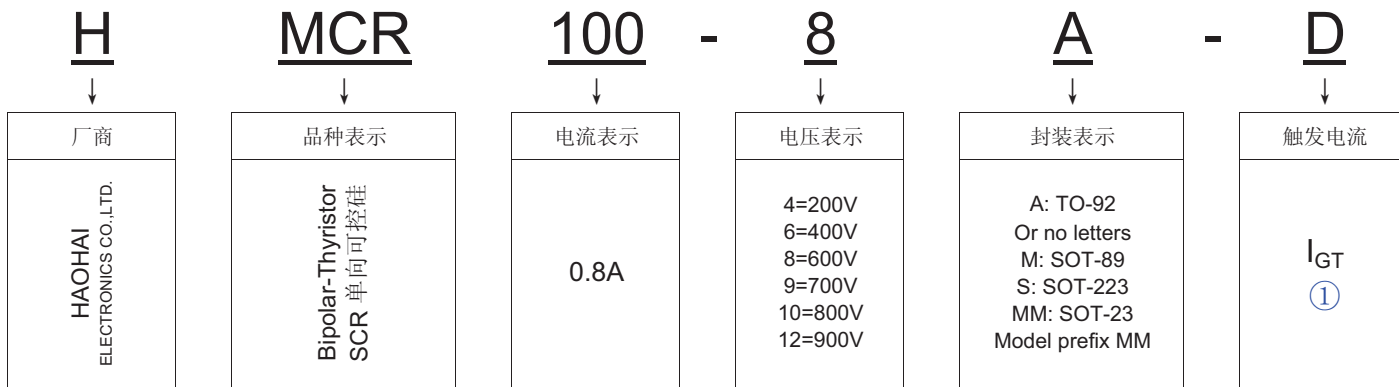 H MCR 100 - 8 A - D
↓ ↓ ↓ ↓ ↓ ↓
厂商
HAOHAI
ELECTRONICS CO.,LTD.
品种表示
Bipolar-Thyristor
SCR 单向可控硅
电流表示
0.8A
电压表示
4=200V
6=400V
8=600V
9=700V
10=800V
12=900V
封装表示
A: TO-92
Or no letters
M: SOT-89
S: SOT-223
MM: SOT-23
Model prefix MM
触发电流
IGT
①